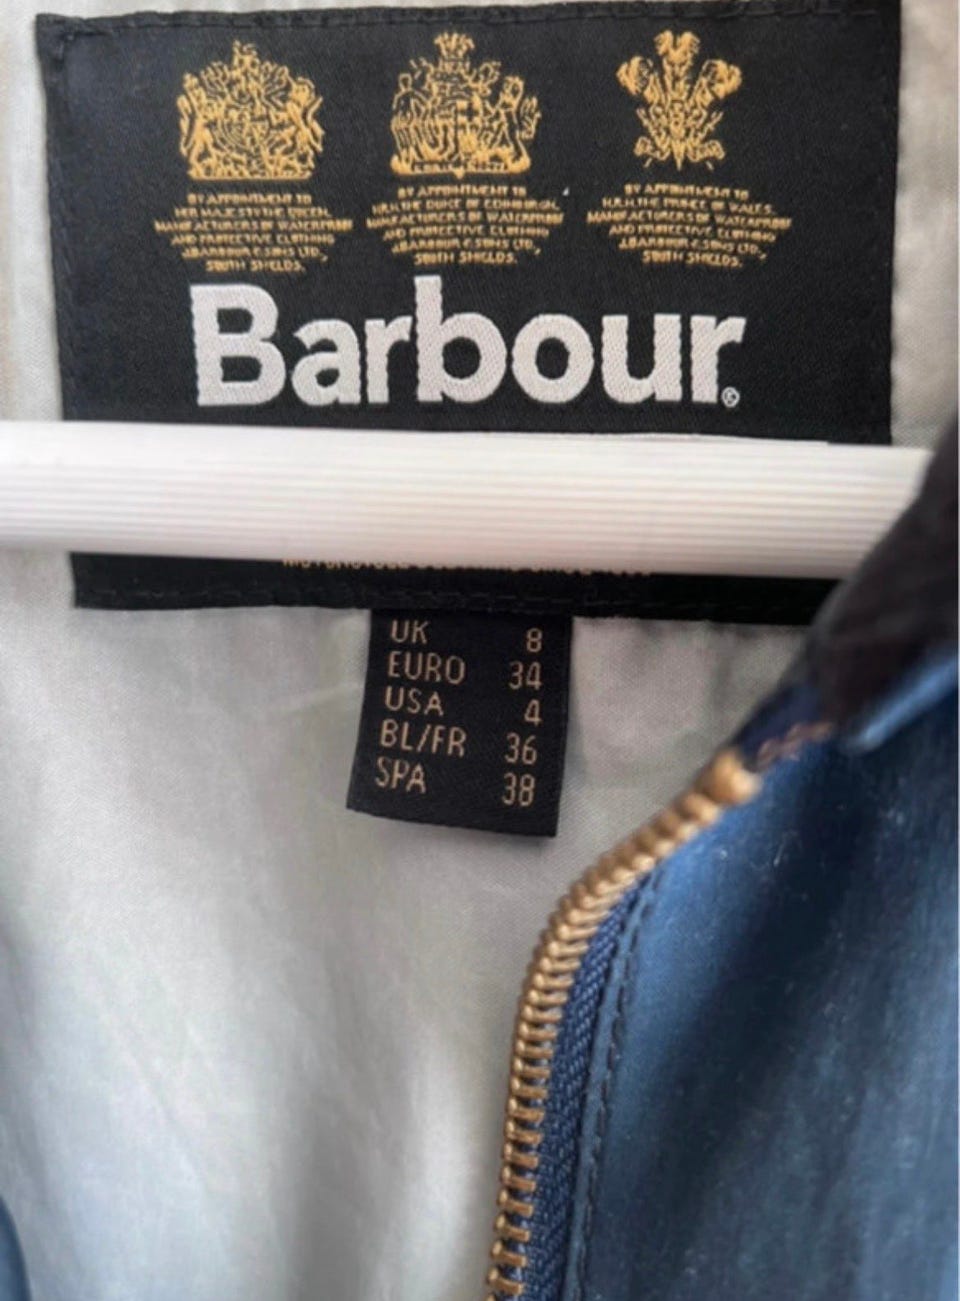 BY APPOINTMENT TO
HER MAJESTY THE QUEEN,
MANUFACTURERS OF WATERPROOF
AND PROTECTIVE CLOTHING
J.BARBOUR & SONS LTD.,
SOUTH SHIELDS.
BY APPOINTMENT TO
H.R.H. THE DUKE OF EDINBURGH,
MANUFACTURERS OF WATERPROOF
AND PROTECTIVE CLOTHING
J.BARBOUR & SONS LTD,
SOUTH SHIELDS.
BY APPOINTMENT TO
H.R.H. THE PRINCE OF WALES,
MANUFACTURERS OF WATERPROOF
AND PROTECTIVE CLOTHING
J.BARBOUR & SONS LTD.,
SOUTH SHIELDS.
Barbour®
UK 8
EURO 34
USA 4
BL/FR 36
SPA 38